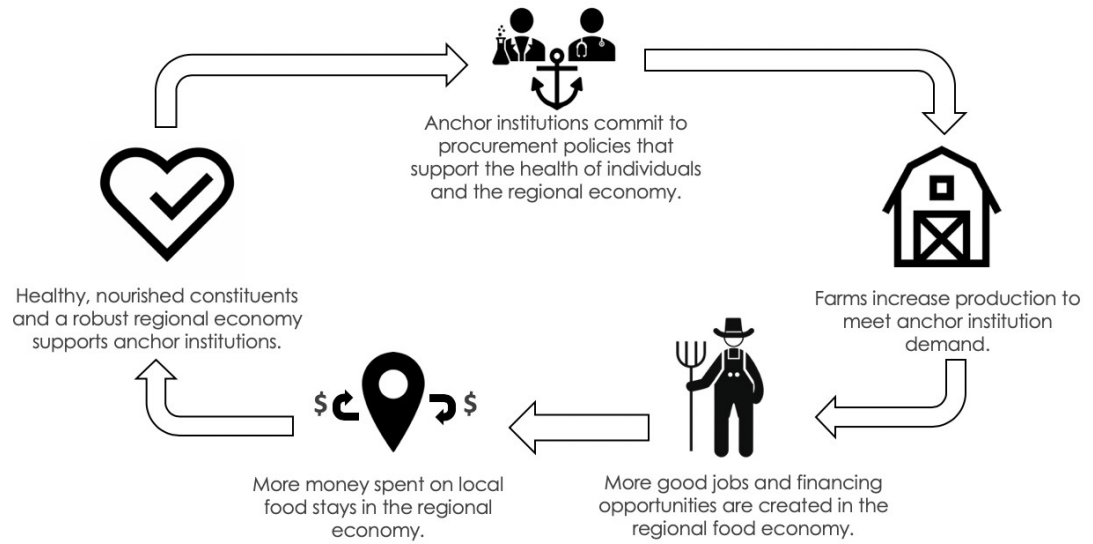 Anchor institutions commit to
procurement policies that
support the health of individuals
and the regional economy.
Farms increase production to
meet anchor institution
demand.
More good jobs and financing
opportunities are created in the
regional food economy.
$ $
More money spent on local
food stays in the regional
economy.
Healthy, nourished constituents
and a robust regional economy
supports anchor institutions.